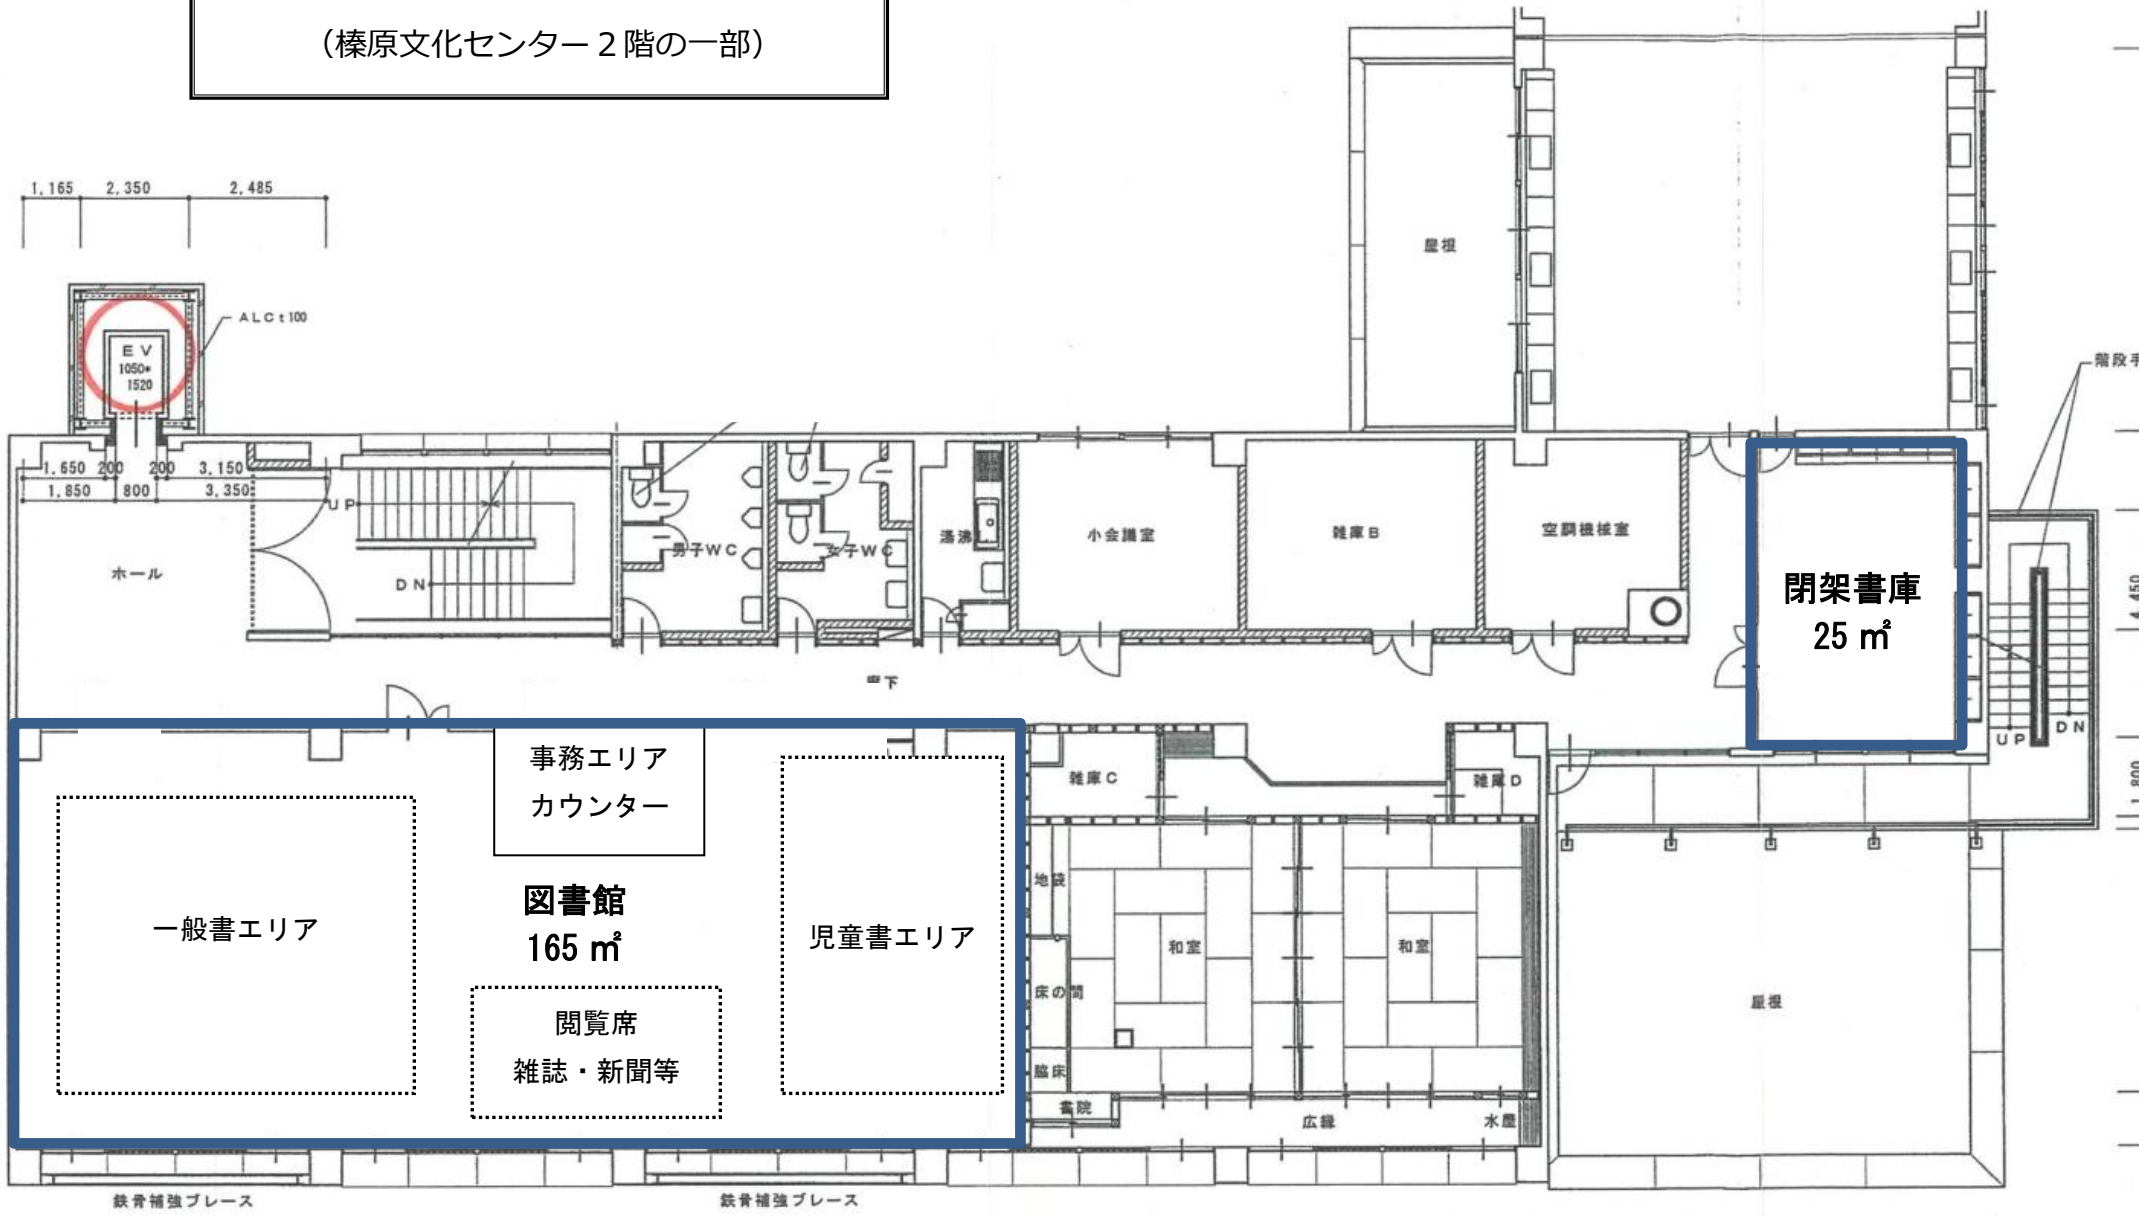 （榛原文化センター２階の一部）
1,165 2,350 2,485
ALCt100
EV
1050*
1520
1,650 200 200 3,150
1,850 800 3,350
UP
DN
ホール
男子WC
女子WC
湯沸
小会議室
雑庫B
空調機械室
屋根
階段手
閉架書庫
25 ㎡
4,450
1,800
UP
DN
廊下
事務エリア
カウンター
図書館
165 ㎡
一般書エリア
児童書エリア
閲覧席
雑誌・新聞等
雑庫C
雑庫D
地袋
床の間
脇床
書院
和室
和室
広縁
水屋
屋根
鉄骨補強ブレース
鉄骨補強ブレース